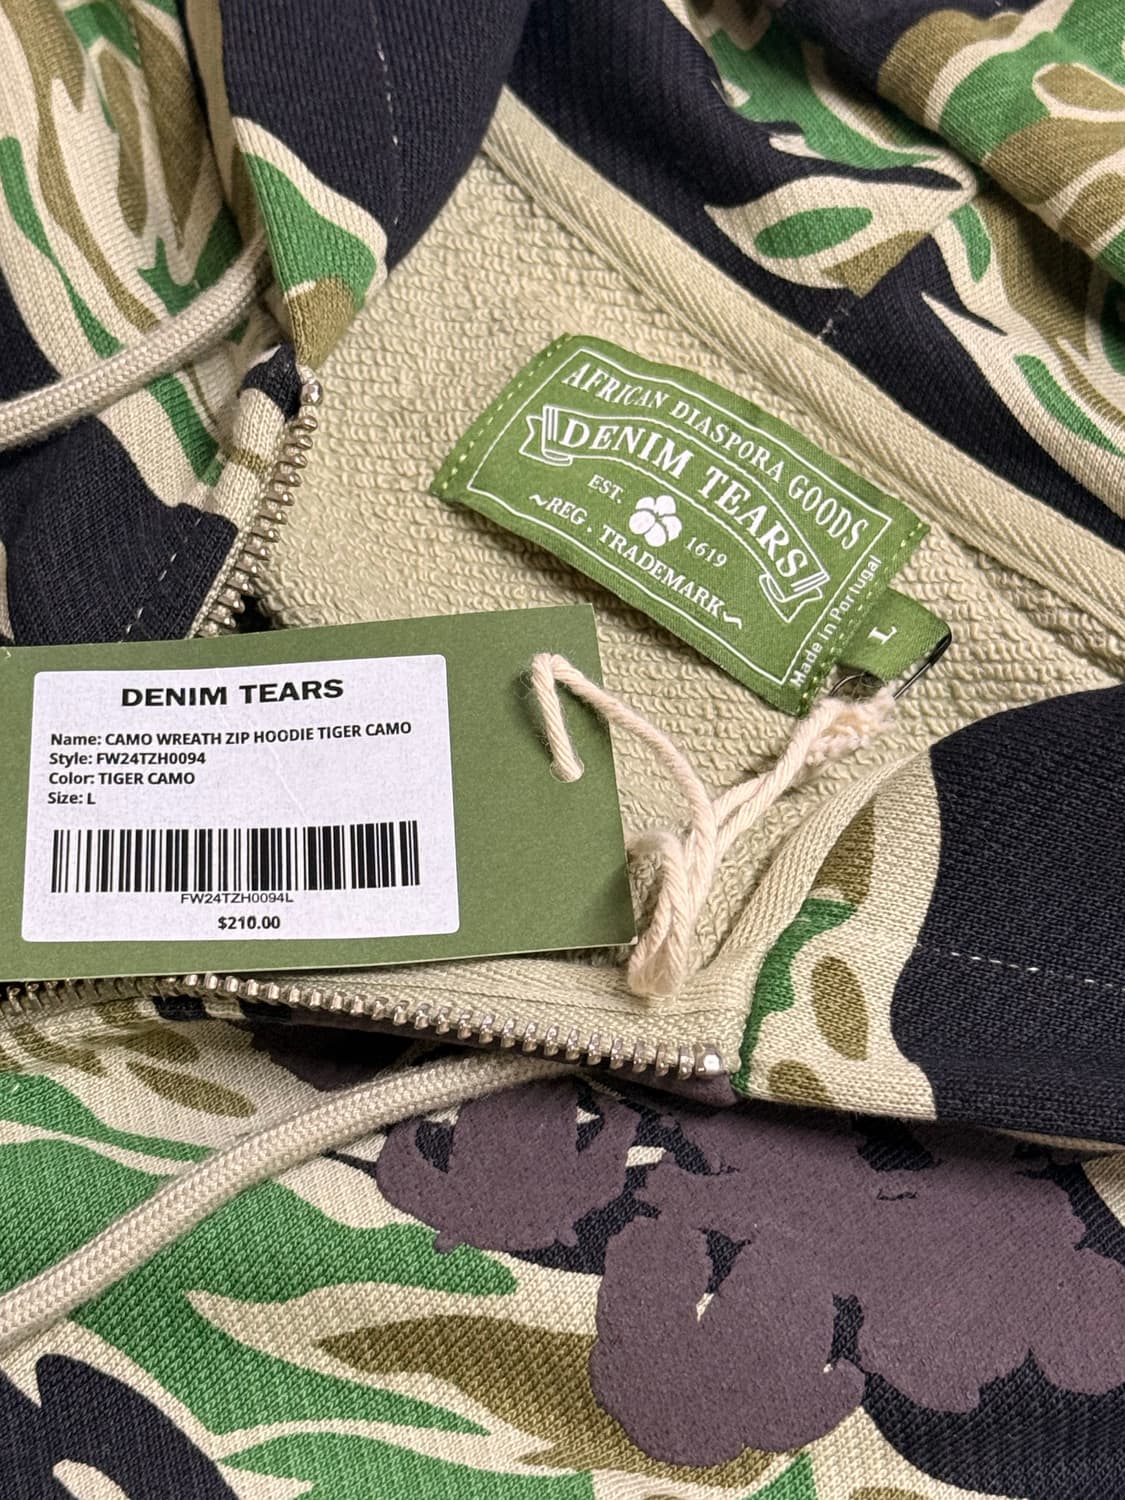 AFRICAN DIASPORA GOODS
DENIM TEARS
EST. 1619
~REG. TRADEMARK~
Made in Portugal
L
DENIM TEARS
Name: CAMO WREATH ZIP HOODIE TIGER CAMO
Style: FW24TZH0094
Color: TIGER CAMO
Size: L
FW24TZH0094L
$210.00